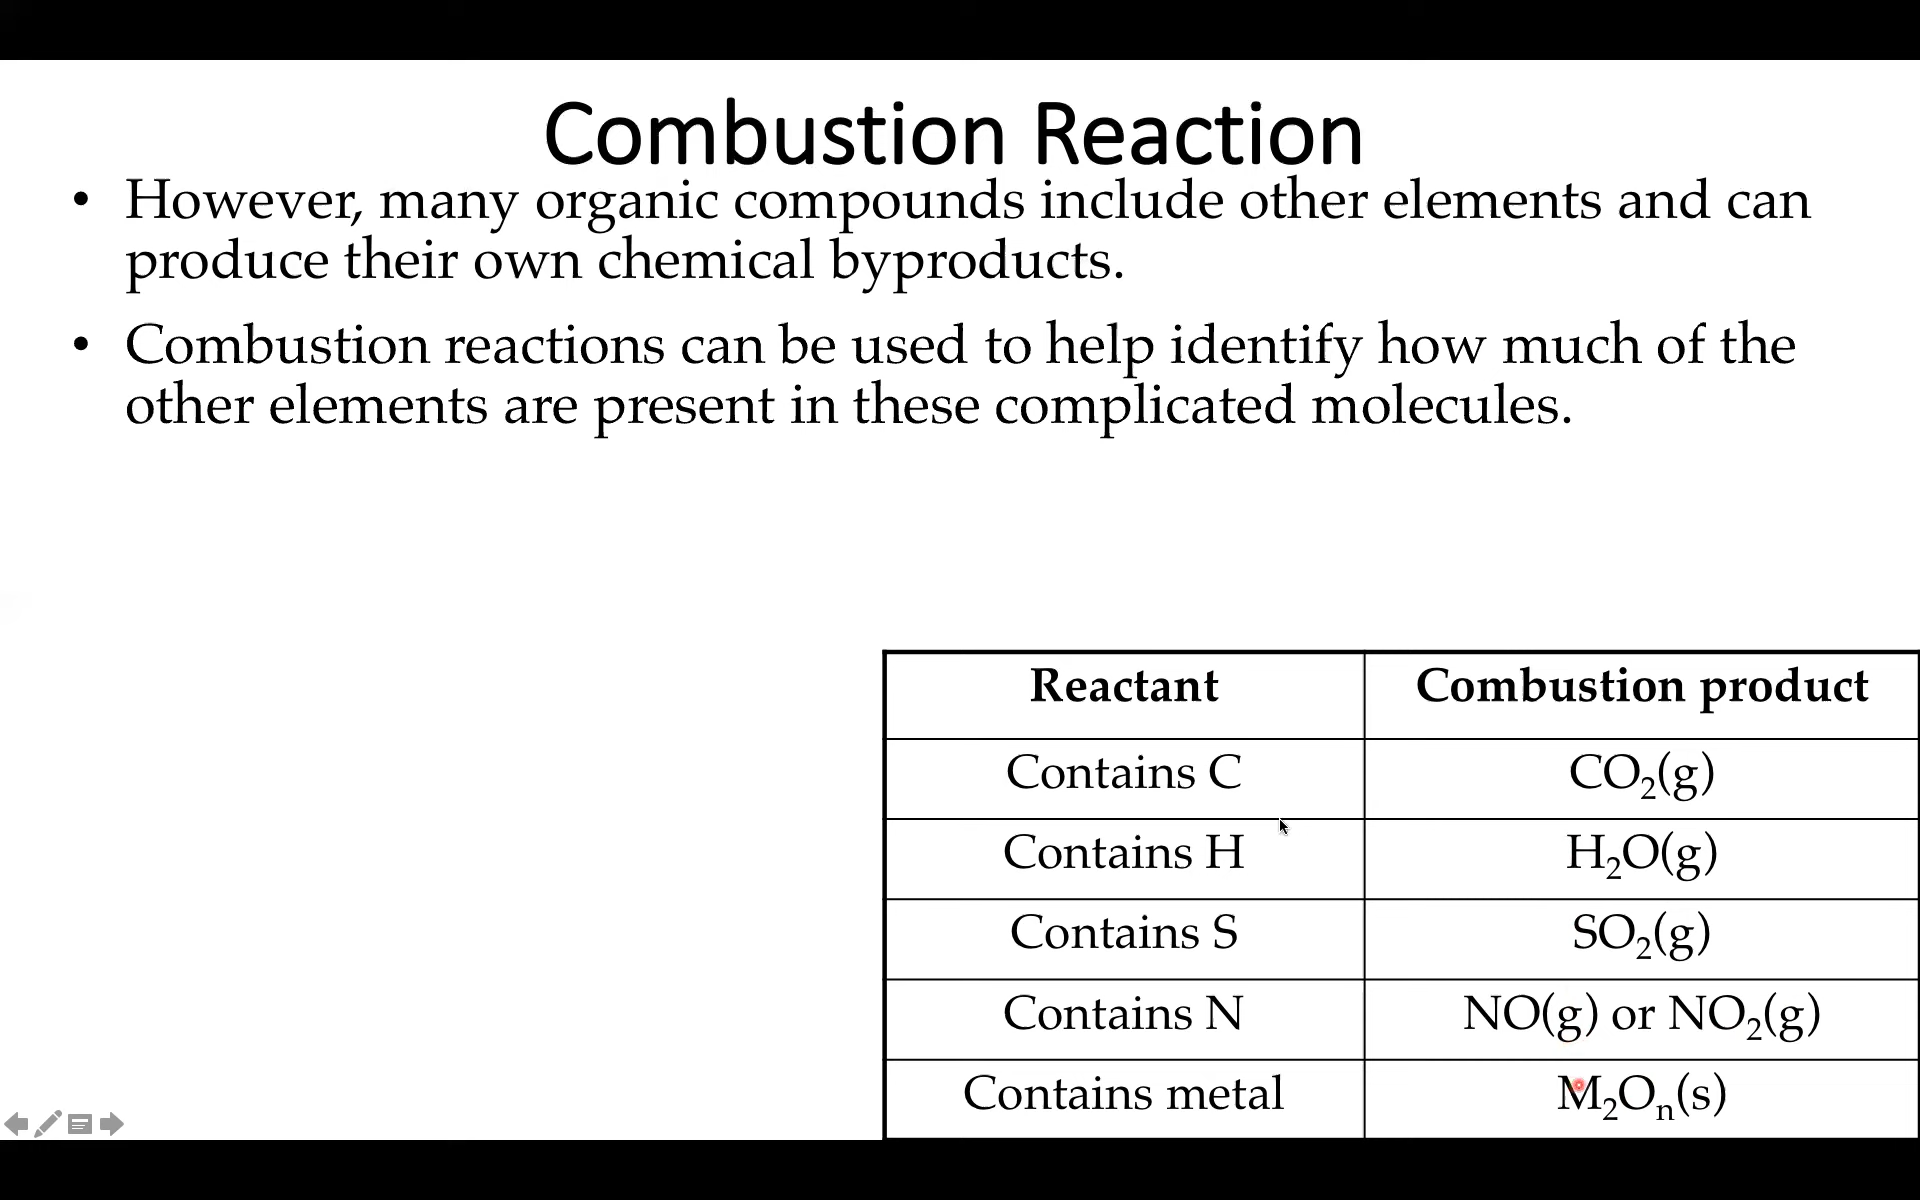 Combustion Reaction
• However, many organic compounds include other elements and can
produce their own chemical byproducts.
• Combustion reactions can be used to help identify how much of the
other elements are present in these complicated molecules.
Reactant Combustion product
Contains C CO₂(g)
Contains H H₂O(g)
Contains S SO₂(g)
Contains N NO(g) or NO₂(g)
Contains metal M₂Oₙ(s)